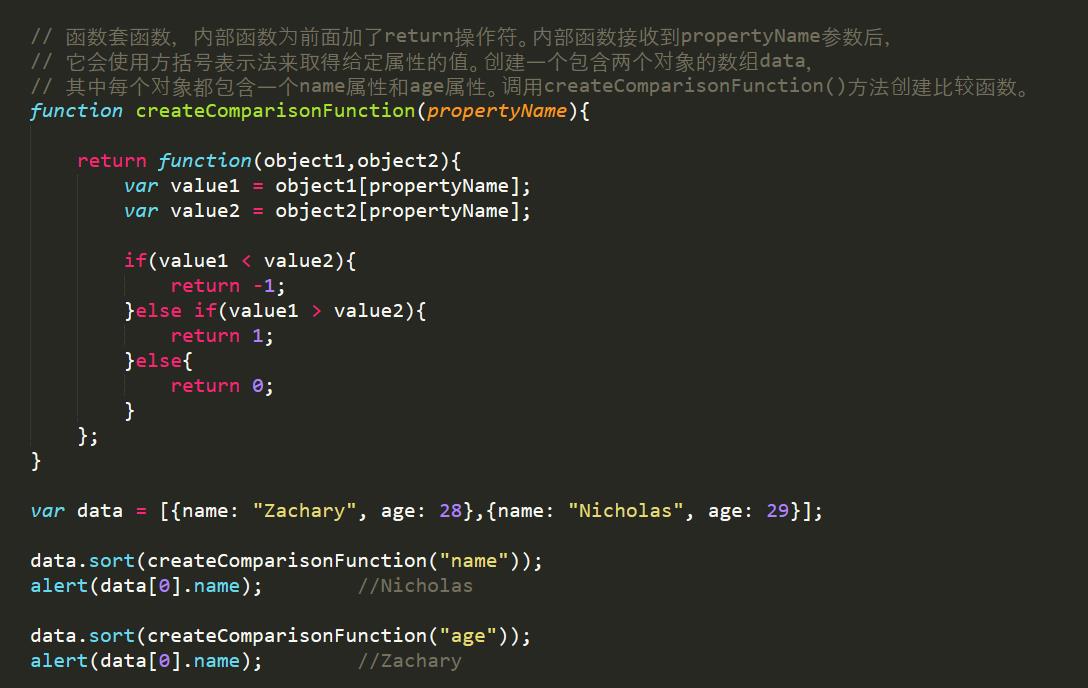 // 函数套函数，内部函数为前面加了return操作符。内部函数接收到propertyName参数后，
// 它会使用方括号表示法来取得给定属性的值。创建一个包含两个对象的数组data，
// 其中每个对象都包含一个name属性和age属性。调用createComparisonFunction()方法创建比较函数。
function createComparisonFunction(propertyName){
    return function(object1,object2){
        var value1 = object1[propertyName];
        var value2 = object2[propertyName];
        if(value1 < value2){
            return -1;
        }else if(value1 > value2){
            return 1;
        }else{
            return 0;
        }
    };
}
var data = [{name: "Zachary", age: 28},{name: "Nicholas", age: 29}];
data.sort(createComparisonFunction("name"));
alert(data[0].name);        //Nicholas
data.sort(createComparisonFunction("age"));
alert(data[0].name);        //Zachary